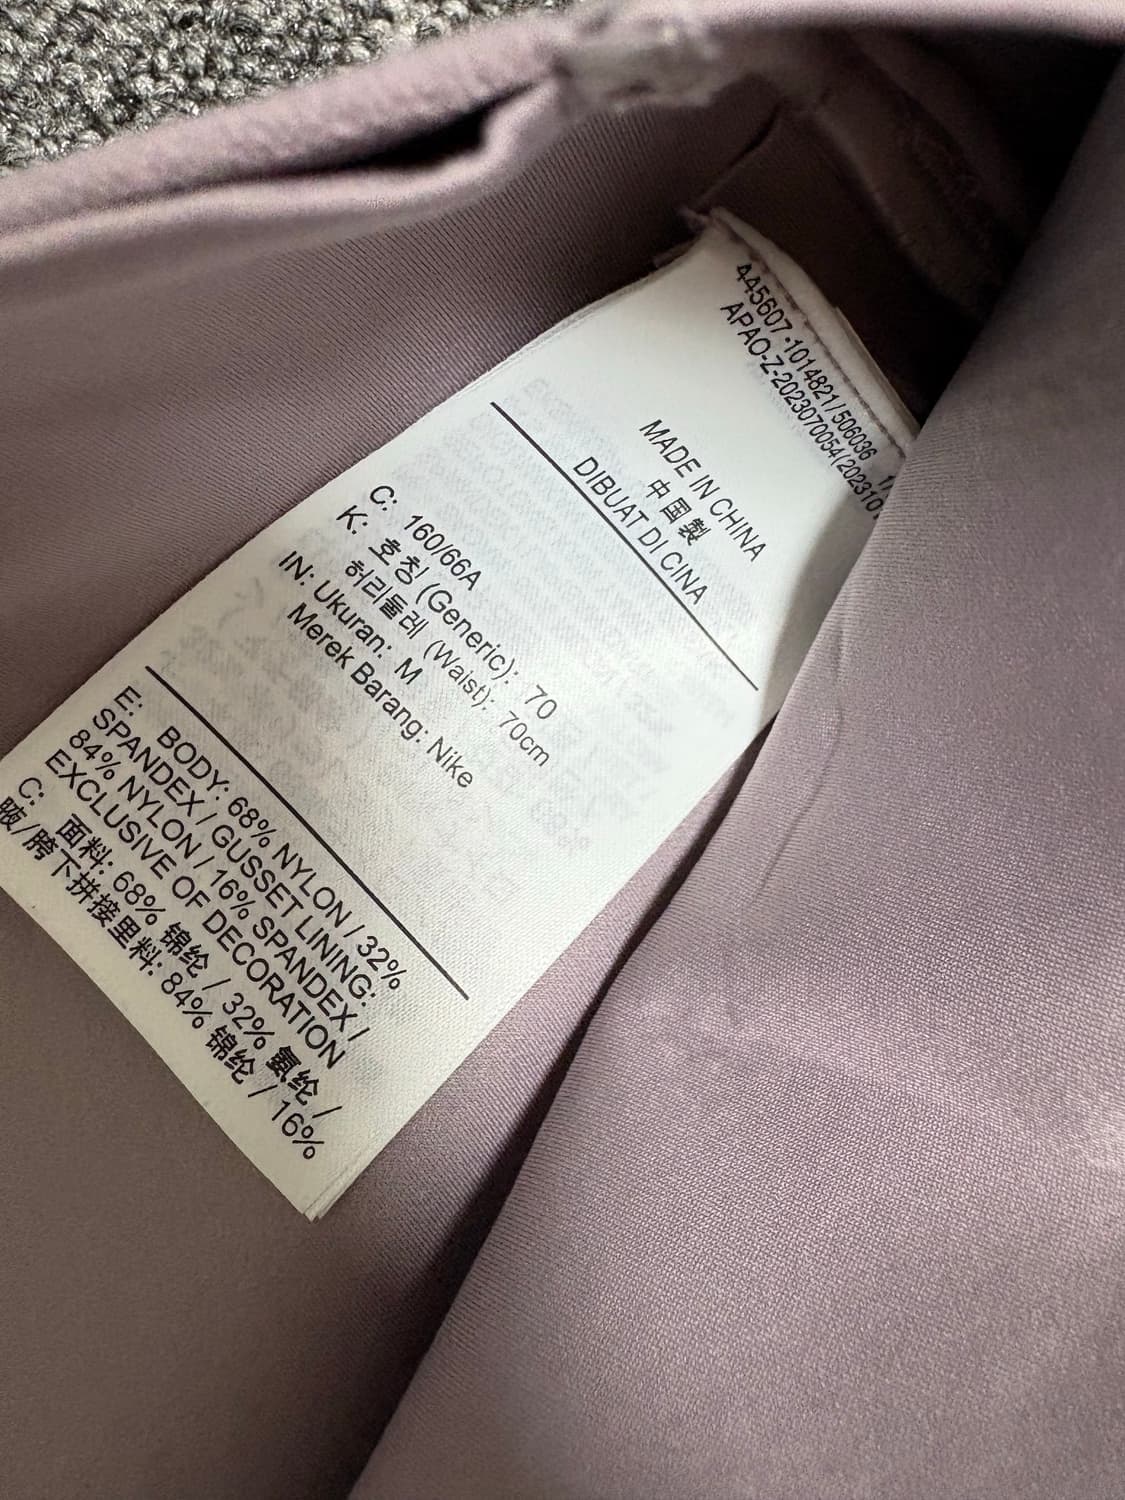 445607-1014821/506036 1/
APAO-Z-2023070054(202310
MADE IN CHINA
中国製
DIBUAT DI CINA
C: 160/66A
K: 호칭 (Generic): 70
허리둘레 (Waist): 70cm
IN: Ukuran: M
Merek Barang: Nike
E: BODY: 68% NYLON / 32%
SPANDEX / GUSSET LINING:
84% NYLON / 16% SPANDEX /
EXCLUSIVE OF DECORATION
C: 面料: 68% 锦纶 / 32% 氨纶 /
腋/胯下拼接里料: 84% 锦纶 / 16%